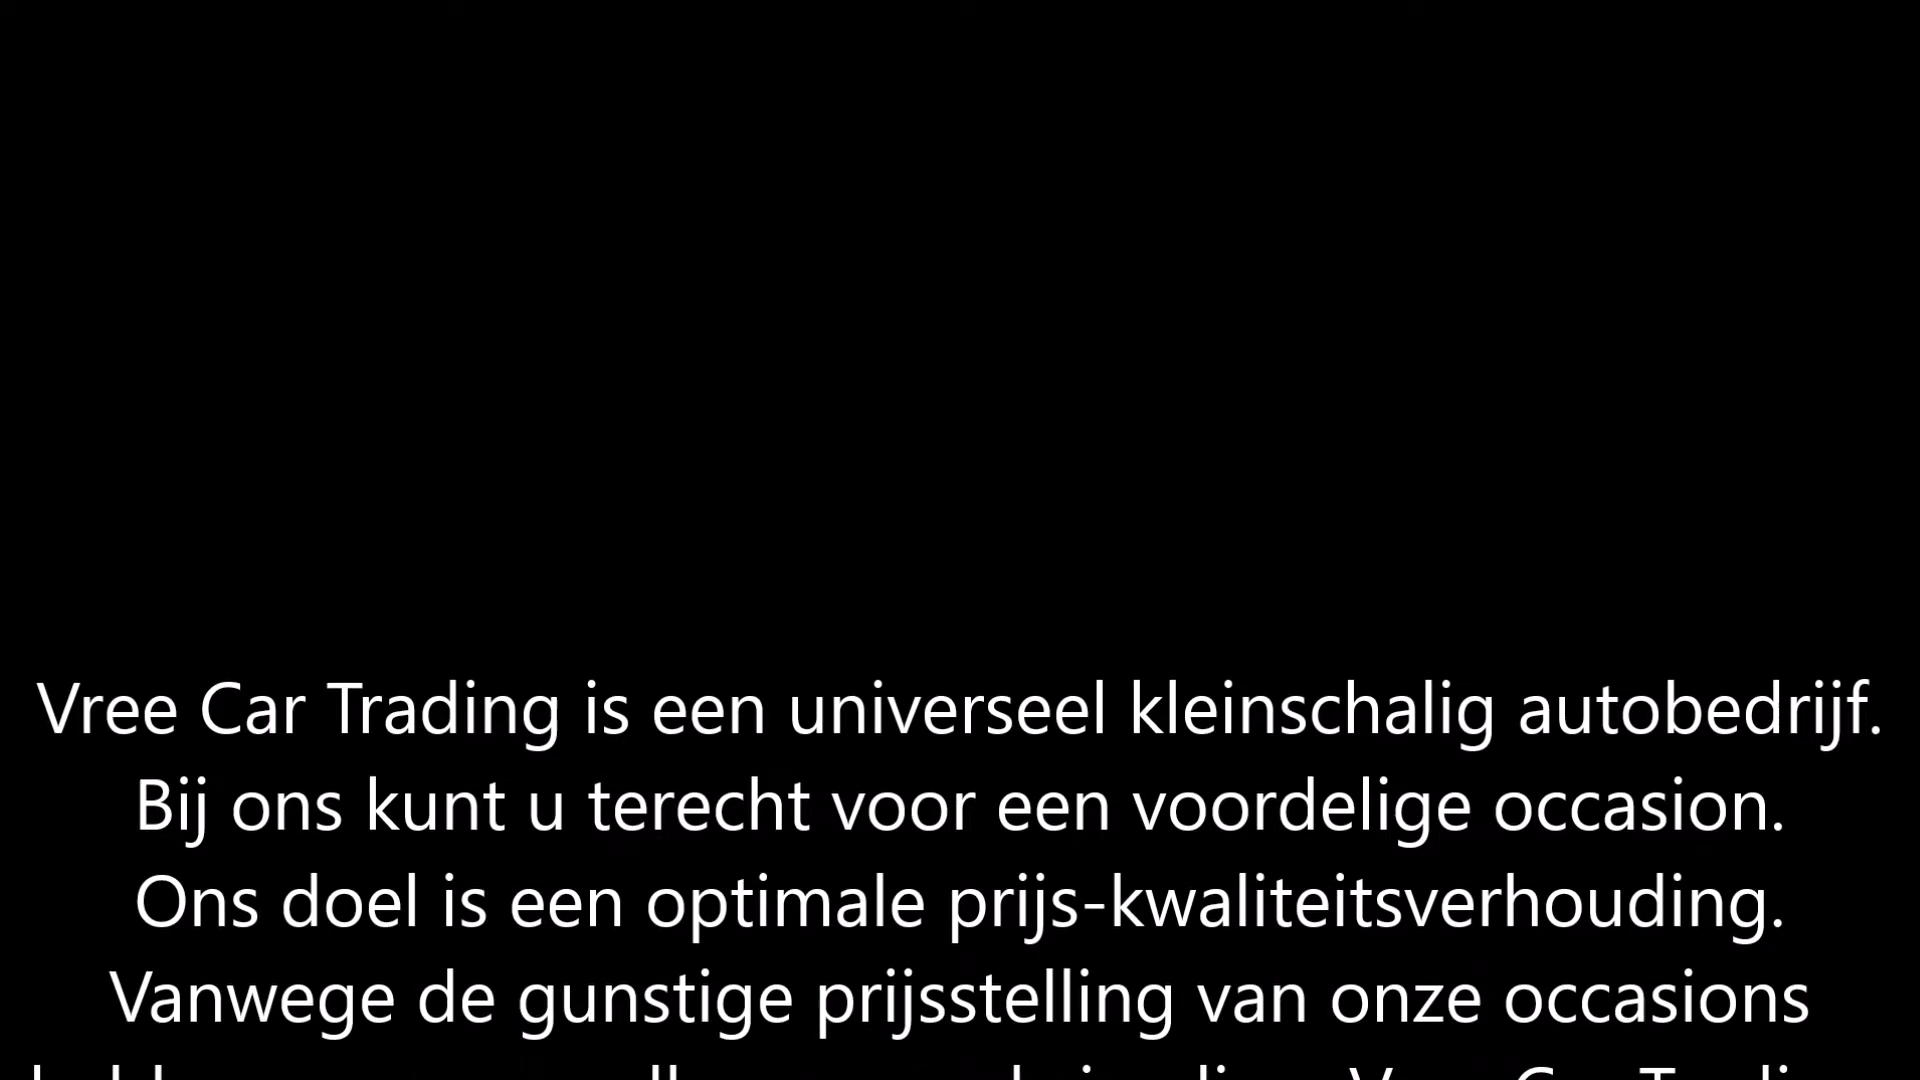 Vree Car Trading is een universeel kleinschalig autobedrijf.
Bij ons kunt u terecht voor een voordelige occasion.
Ons doel is een optimale prijs-kwaliteitsverhouding.
Vanwege de gunstige prijsstelling van onze occasions